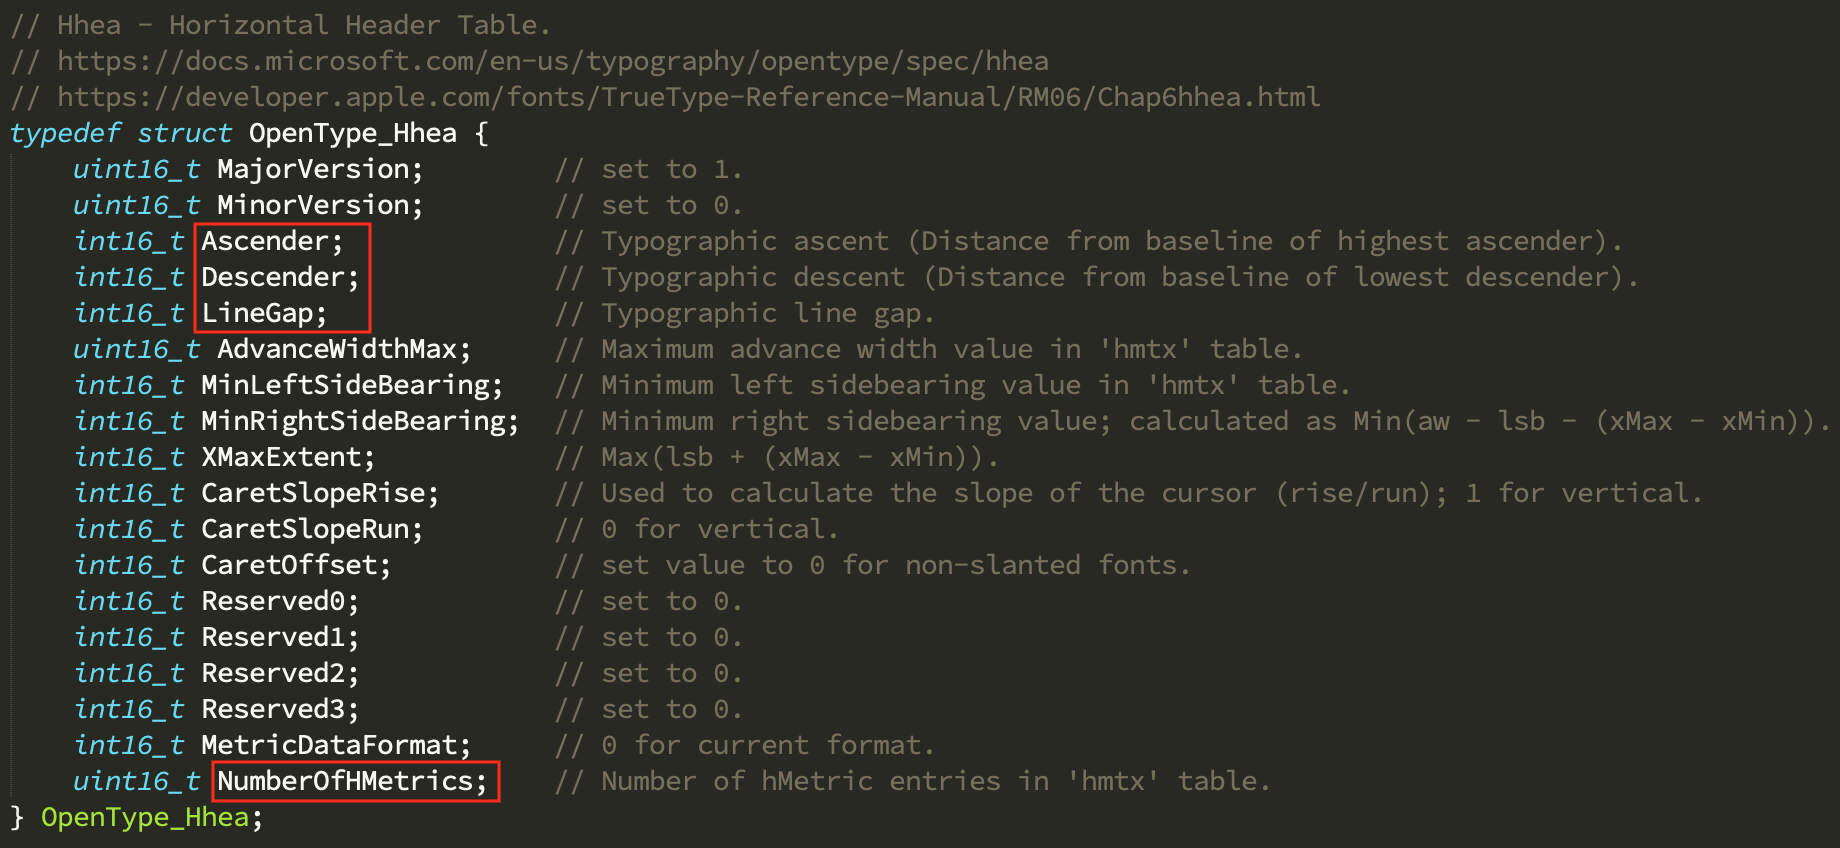 // Hhea - Horizontal Header Table.
// https://docs.microsoft.com/en-us/typography/opentype/spec/hhea
// https://developer.apple.com/fonts/TrueType-Reference-Manual/RM06/Chap6hhea.html
typedef struct OpenType_Hhea {
    uint16_t MajorVersion;        // set to 1.
    uint16_t MinorVersion;        // set to 0.
    int16_t Ascender;             // Typographic ascent (Distance from baseline of highest ascender).
    int16_t Descender;            // Typographic descent (Distance from baseline of lowest descender).
    int16_t LineGap;              // Typographic line gap.
    uint16_t AdvanceWidthMax;     // Maximum advance width value in 'hmtx' table.
    int16_t MinLeftSideBearing;   // Minimum left sidebearing value in 'hmtx' table.
    int16_t MinRightSideBearing;  // Minimum right sidebearing value; calculated as Min(aw - lsb - (xMax - xMin)).
    int16_t XMaxExtent;           // Max(lsb + (xMax - xMin)).
    int16_t CaretSlopeRise;       // Used to calculate the slope of the cursor (rise/run); 1 for vertical.
    int16_t CaretSlopeRun;        // 0 for vertical.
    int16_t CaretOffset;          // set value to 0 for non-slanted fonts.
    int16_t Reserved0;            // set to 0.
    int16_t Reserved1;            // set to 0.
    int16_t Reserved2;            // set to 0.
    int16_t Reserved3;            // set to 0.
    int16_t MetricDataFormat;     // 0 for current format.
    uint16_t NumberOfHMetrics;    // Number of hMetric entries in 'hmtx' table.
} OpenType_Hhea;